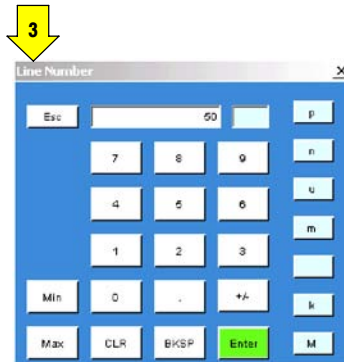 3
Line Number X
Esc 50 p
7 8 9 n
4 5 6 u
m
1 2 3
Min 0 . +/- k
Max CLR BKSP Enter M